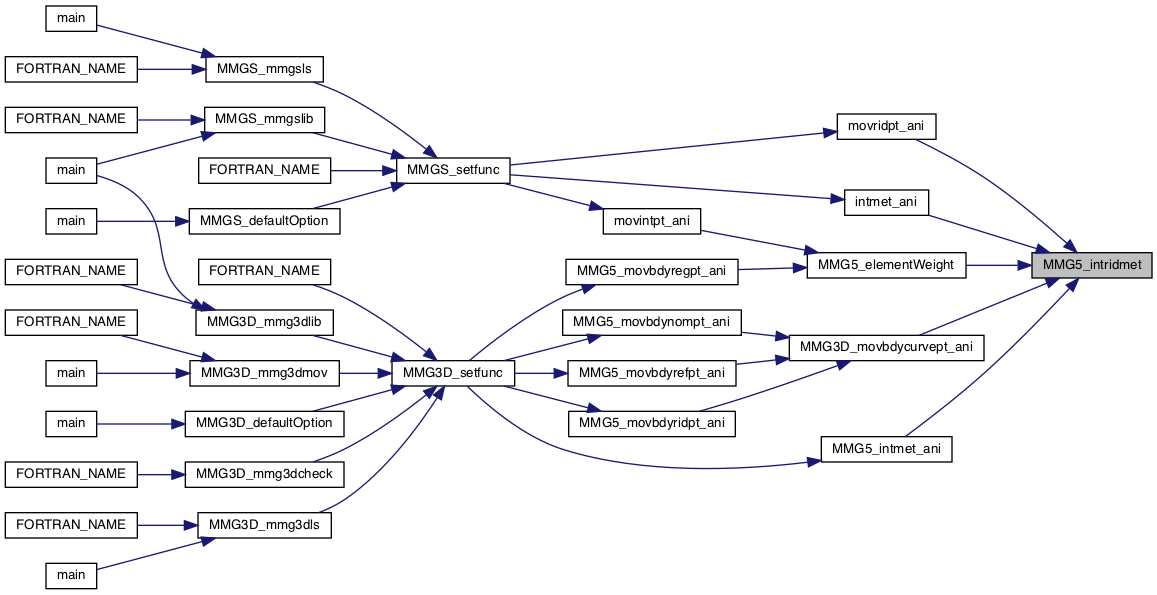 main
FORTRAN_NAME
MMGS_mmgsls
FORTRAN_NAME
MMGS_mmgslib
main
FORTRAN_NAME
MMGS_setfunc
movridpt_ani
main
MMGS_defaultOption
movintpt_ani
intmet_ani
FORTRAN_NAME
FORTRAN_NAME
MMG5_movbdyregpt_ani
MMG5_elementWeight
MMG5_intridmet
FORTRAN_NAME
MMG3D_mmg3dlib
MMG5_movbdynompt_ani
MMG3D_movbdycurvept_ani
main
MMG3D_mmg3dmov
MMG3D_setfunc
MMG5_movbdyrefpt_ani
main
MMG3D_defaultOption
MMG5_movbdyridpt_ani
MMG5_intmet_ani
FORTRAN_NAME
MMG3D_mmg3dcheck
FORTRAN_NAME
MMG3D_mmg3dls
main